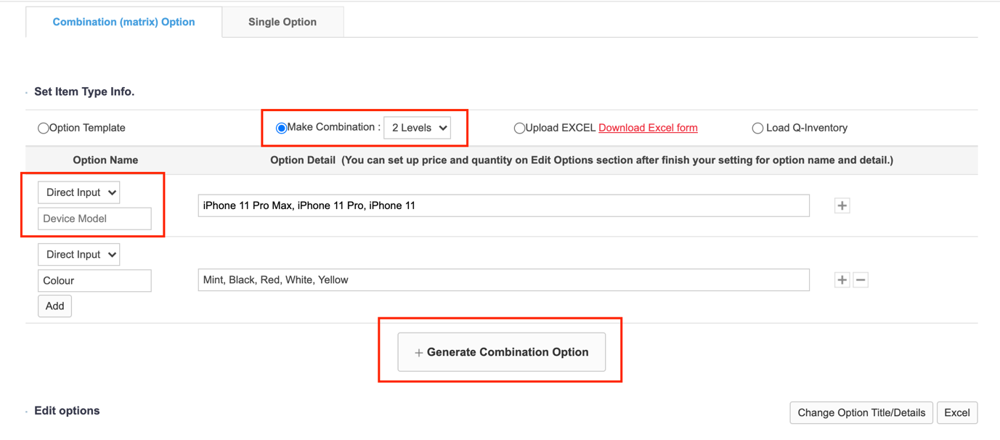 Combination (matrix) Option Single Option
Set Item Type Info.
Option Template Make Combination : 2 Levels Upload EXCEL Download Excel form Load Q-Inventory
Option Name Option Detail (You can set up price and quantity on Edit Options section after finish your setting for option name and detail.)
Direct Input
Device Model
iPhone 11 Pro Max, iPhone 11 Pro, iPhone 11
Direct Input
Colour
Mint, Black, Red, White, Yellow
Add
+ Generate Combination Option
Edit options Change Option Title/Details Excel